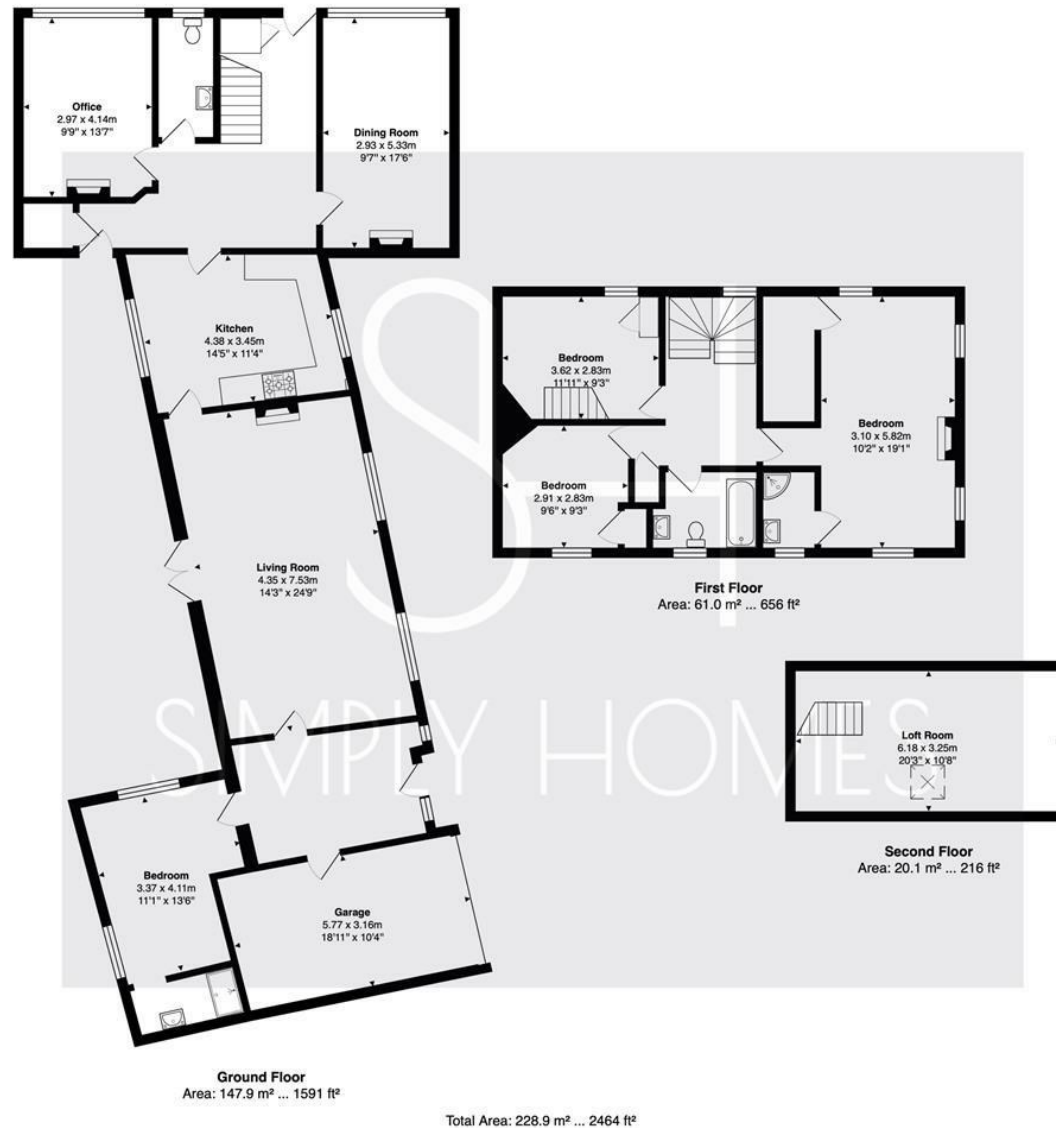 Office
2.97 x 4.14m
9'9" x 13'7"
Dining Room
2.93 x 5.33m
9'7" x 17'6"
Kitchen
4.38 x 3.45m
14'5" x 11'4"
Living Room
4.35 x 7.53m
14'3" x 24'9"
Bedroom
3.37 x 4.11m
11'1" x 13'6"
Garage
5.77 x 3.16m
18'11" x 10'4"
Ground Floor
Area: 147.9 m² ... 1591 ft²
Bedroom
3.62 x 2.83m
11'11" x 9'3"
Bedroom
2.91 x 2.83m
9'6" x 9'3"
Bedroom
3.10 x 5.82m
10'2" x 19'1"
First Floor
Area: 61.0 m² ... 656 ft²
Loft Room
6.18 x 3.25m
20'3" x 10'8"
Second Floor
Area: 20.1 m² ... 216 ft²
SH
SIMPLY HOMES
Total Area: 228.9 m² ... 2464 ft²